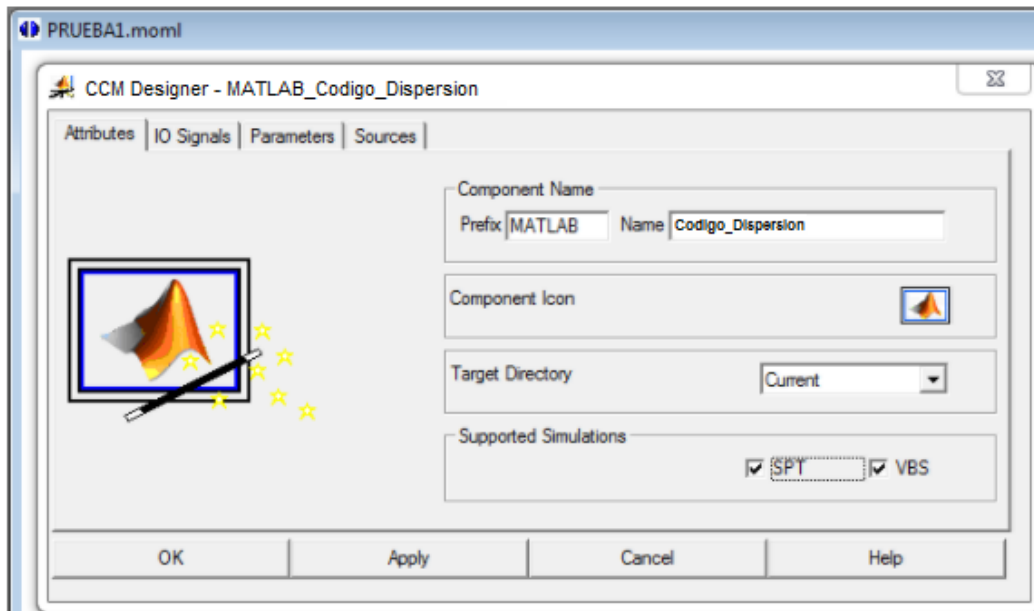 PRUEBA1.moml
CCM Designer - MATLAB_Codigo_Dispersion
Attributes IO Signals Parameters Sources
Component Name
Prefix MATLAB Name Codigo_Dispersion
Component Icon
Target Directory Current
Supported Simulations
SPT VBS
OK Apply Cancel Help